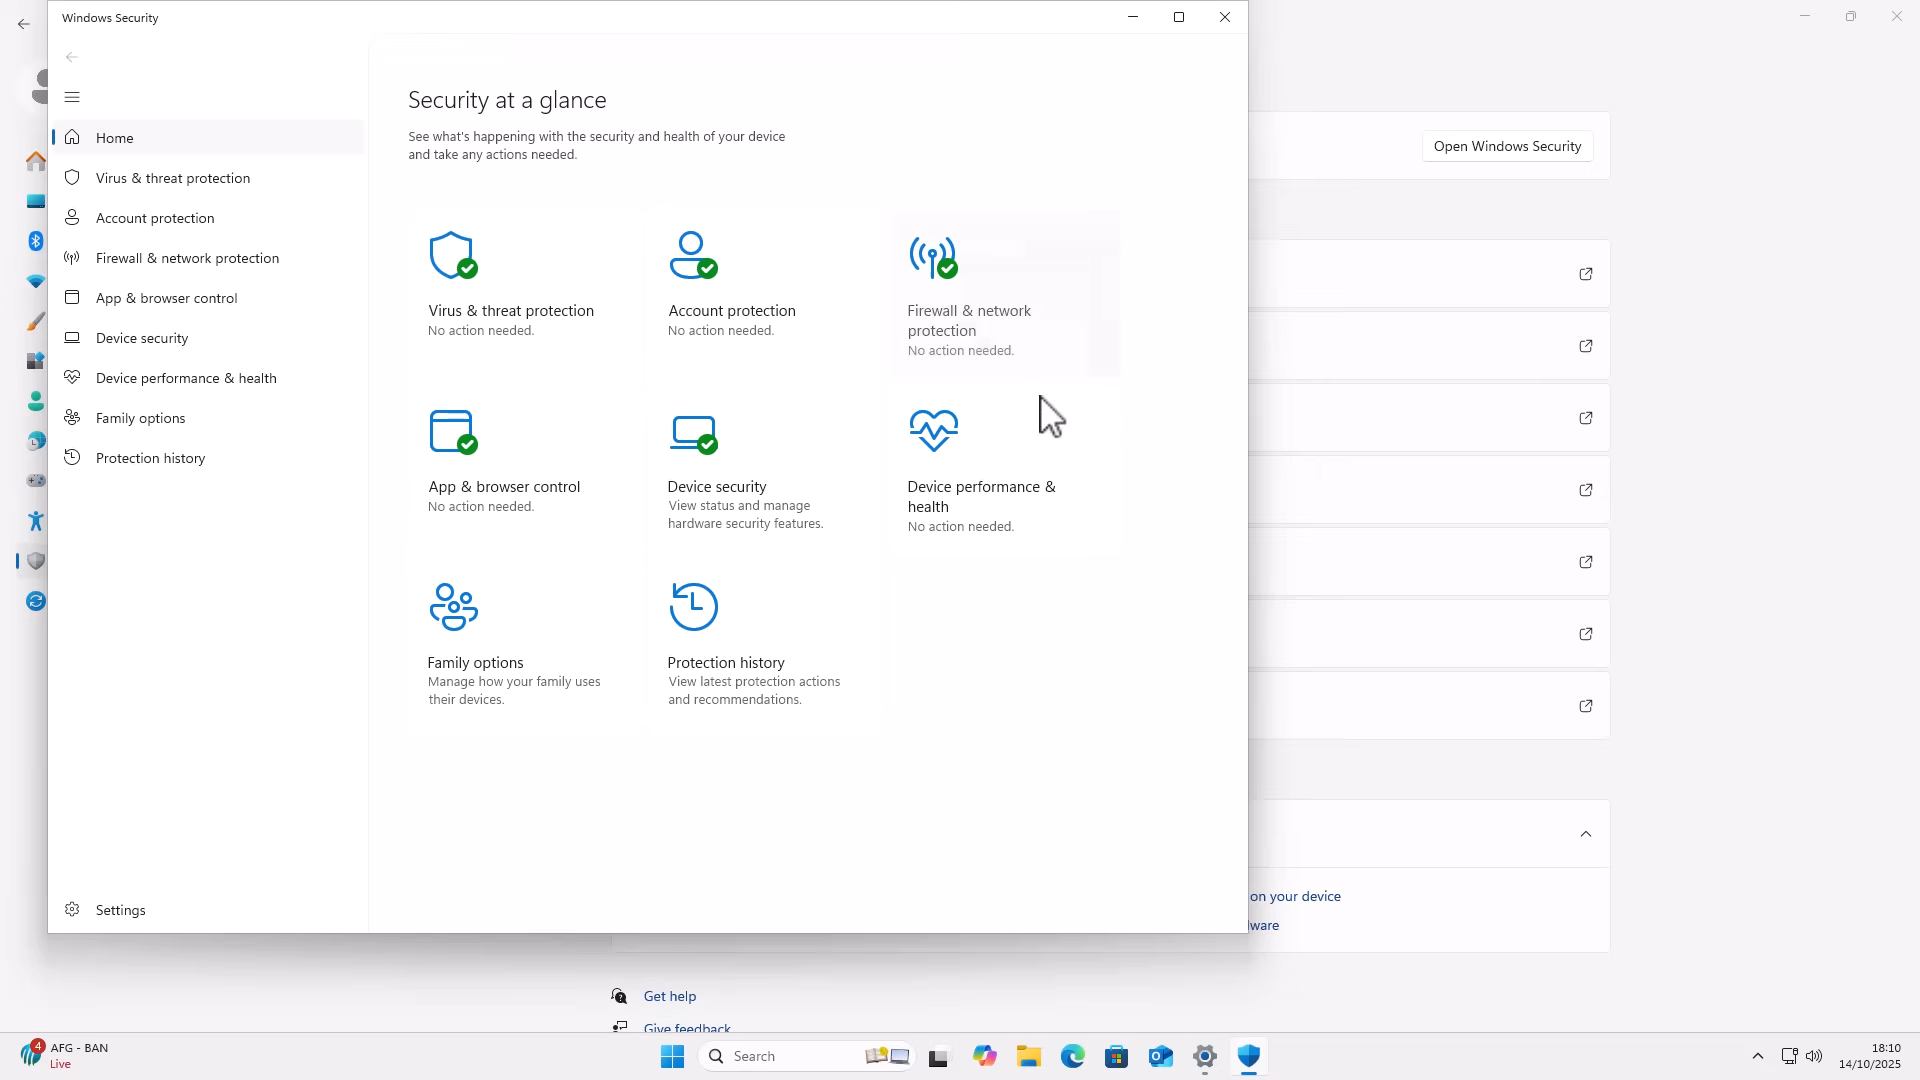 Windows Security
Home
Virus & threat protection
Account protection
Firewall & network protection
App & browser control
Device security
Device performance & health
Family options
Protection history
Settings
Security at a glance
See what's happening with the security and health of your device
and take any actions needed.
Virus & threat protection
No action needed.
Account protection
No action needed.
Firewall & network
protection
No action needed.
App & browser control
No action needed.
Device security
View status and manage
hardware security features.
Device performance &
health
No action needed.
Family options
Manage how your family uses
their devices.
Protection history
View latest protection actions
and recommendations.
Open Windows Security
on your device
ware
Get help
Give feedback
4
AFG - BAN
Live
Search
18:10
14/10/2025